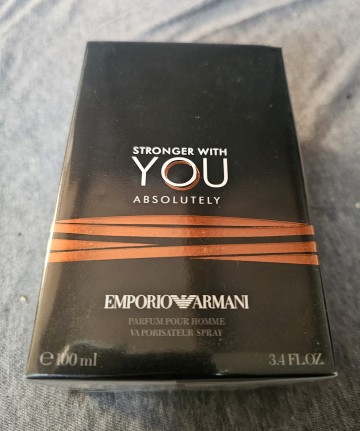 STRONGER WITH
YOU
ABSOLUTELY
EMPORIO ARMANI
PARFUM POUR HOMME
VAPORISATEUR SPRAY
℮ 100 ml 3.4 FL.OZ.